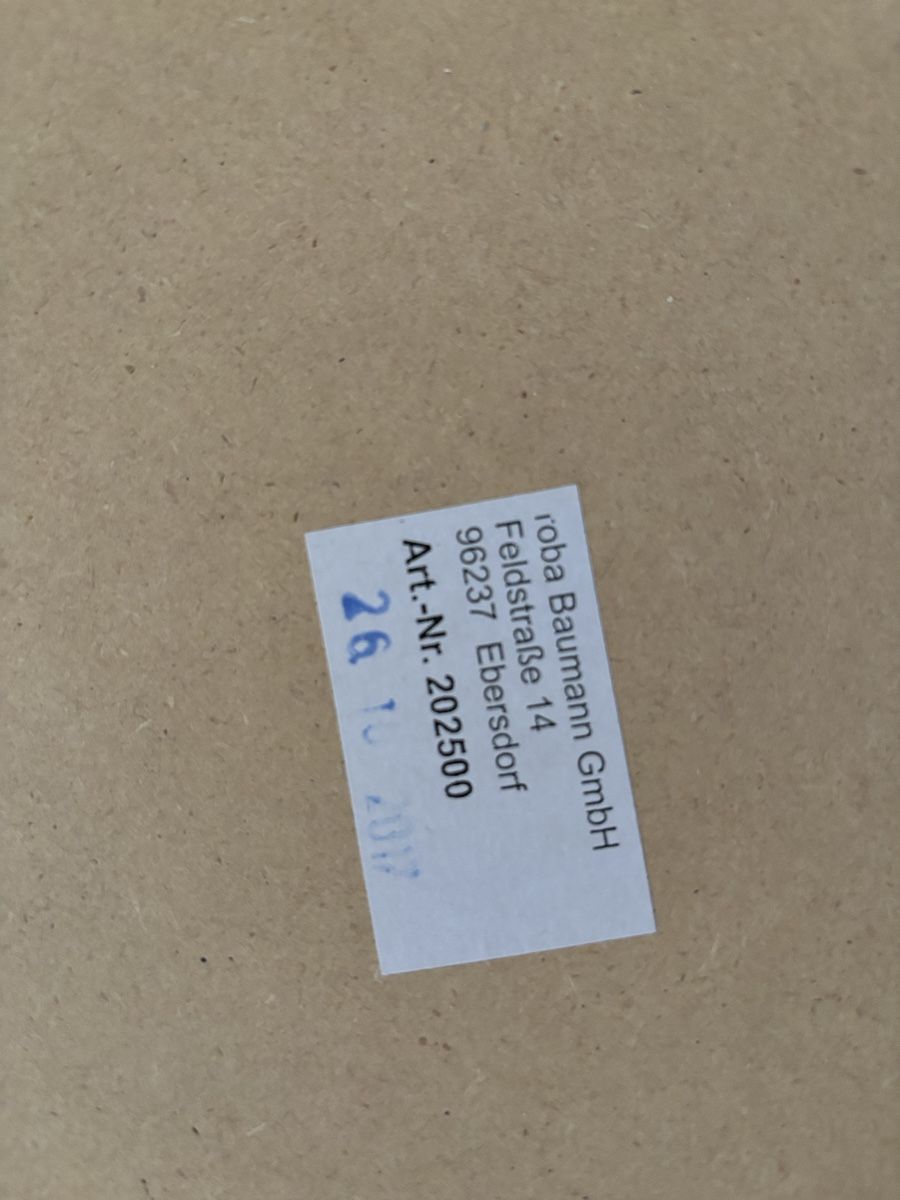 roba Baumann GmbH
Feldstraße 14
96237 Ebersdorf
Art.-Nr. 202500
26